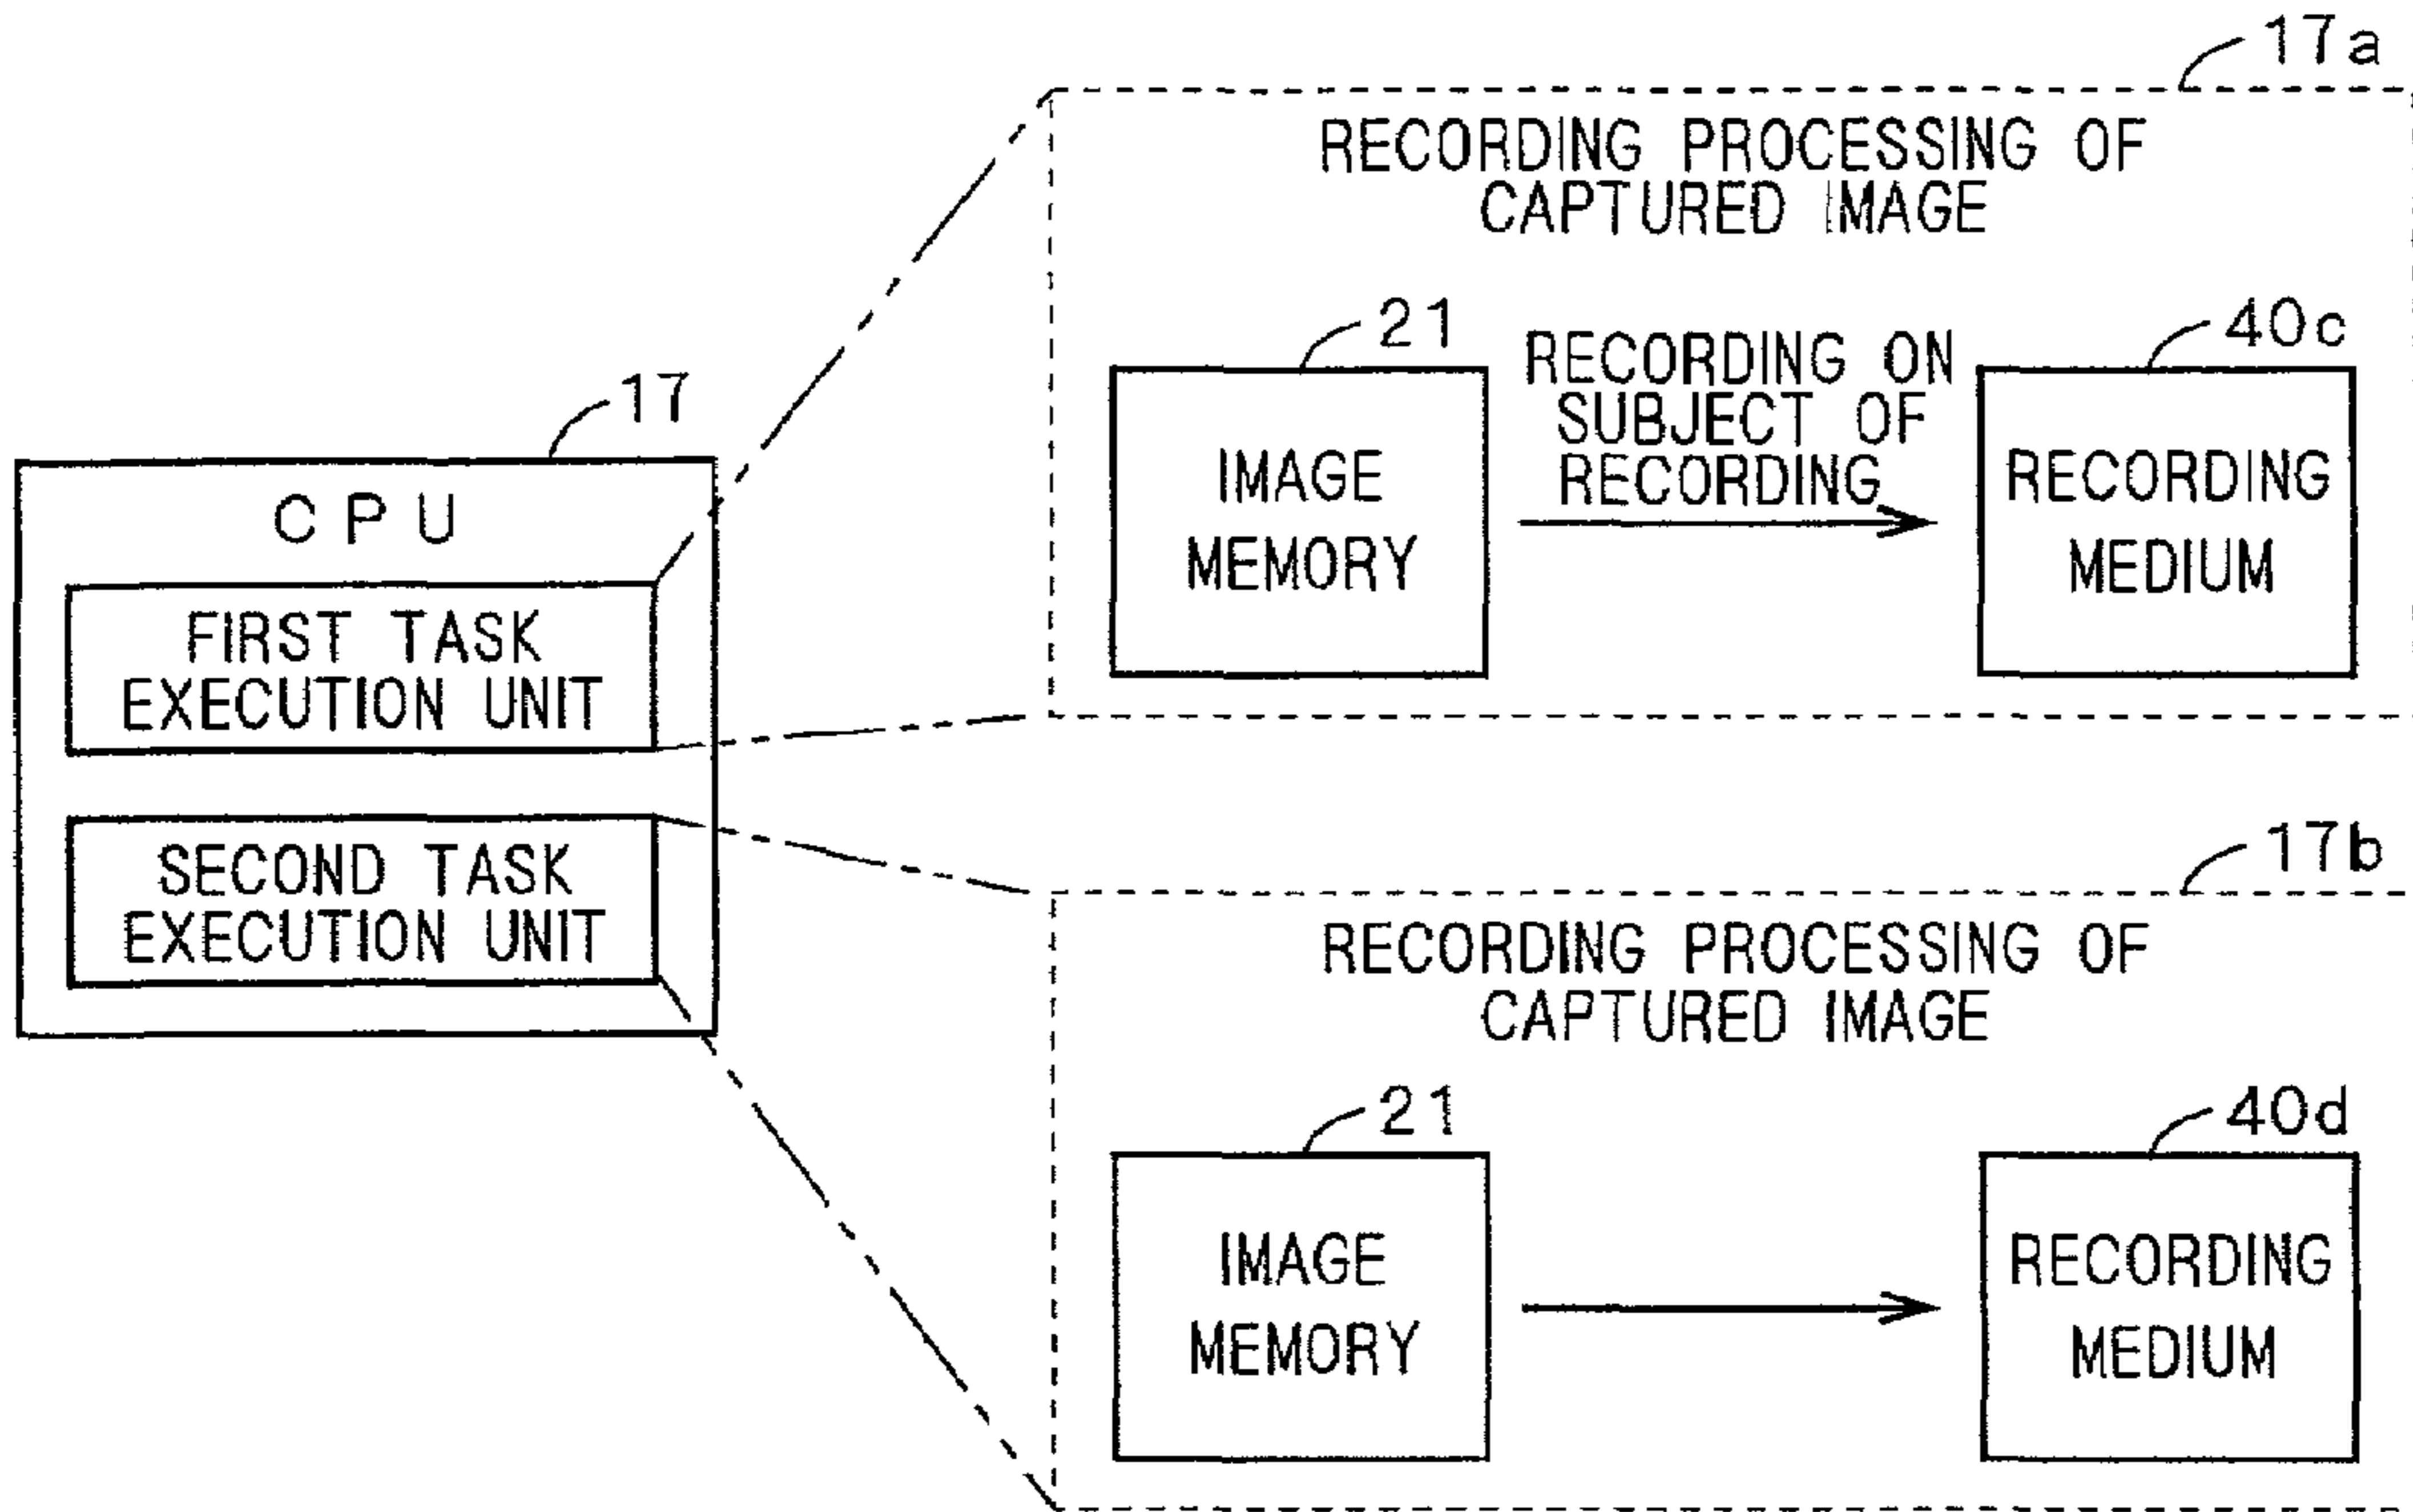 17
CPU
FIRST TASK
EXECUTION UNIT
SECOND TASK
EXECUTION UNIT
17a
RECORDING PROCESSING OF
CAPTURED IMAGE
21
IMAGE
MEMORY
RECORDING ON
SUBJECT OF
RECORDING
40c
RECORDING
MEDIUM
17b
RECORDING PROCESSING OF
CAPTURED IMAGE
21
IMAGE
MEMORY
40d
RECORDING
MEDIUM